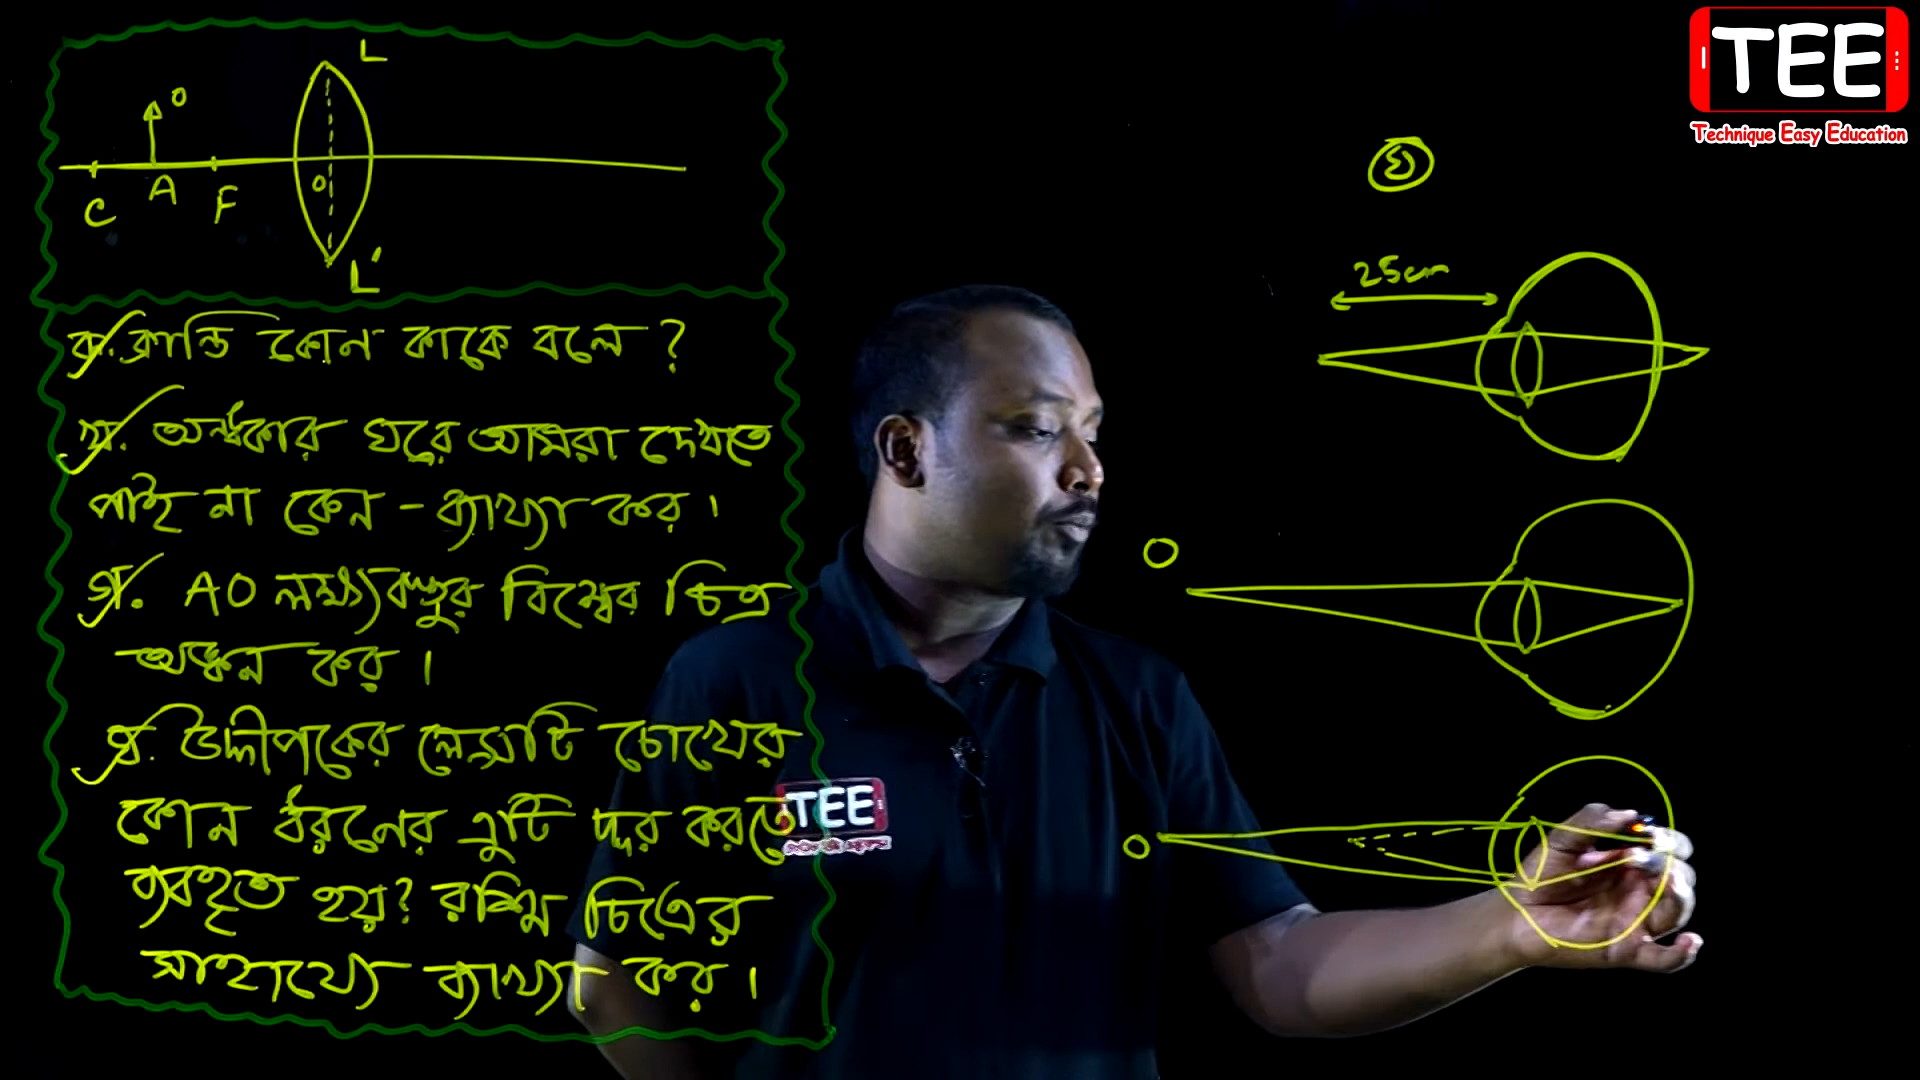 L
O
C A F O
L'
ক. ক্রান্তি কোন কাকে বলে ?
খ. অন্ধকার ঘরে আমরা দেখতে
পাই না কেন - ব্যাখ্যা কর ।
গ. AO লক্ষ্যবস্তুর বিম্বের চিত্র
অঙ্কন কর ।
ঘ. উদ্দীপকের লেন্সটি চোখের
কোন ধরনের ত্রুটি দূর করতে
ব্যবহৃত হয়? রশ্মি চিত্রের
সাহায্যে ব্যাখ্যা কর ।
ঘ
25cm
O
O
TEE
Technique Easy Education
TEE